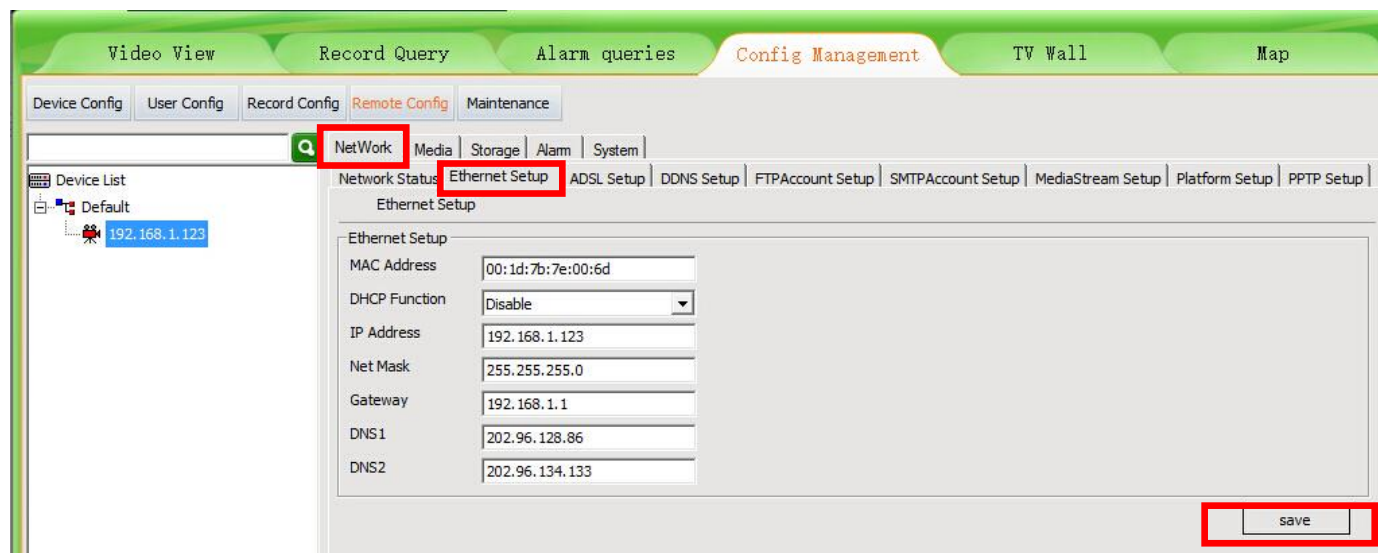 Video View Record Query Alarm queries Config Management TV Wall Map
Device Config User Config Record Config Remote Config Maintenance
NetWork Media Storage Alarm System
Device List
Default
192.168.1.123
Network Status Ethernet Setup ADSL Setup DDNS Setup FTPAccount Setup SMTPAccount Setup MediaStream Setup Platform Setup PPTP Setup
Ethernet Setup
Ethernet Setup
MAC Address 00:1d:7b:7e:00:6d
DHCP Function Disable
IP Address 192.168.1.123
Net Mask 255.255.255.0
Gateway 192.168.1.1
DNS1 202.96.128.86
DNS2 202.96.134.133
save